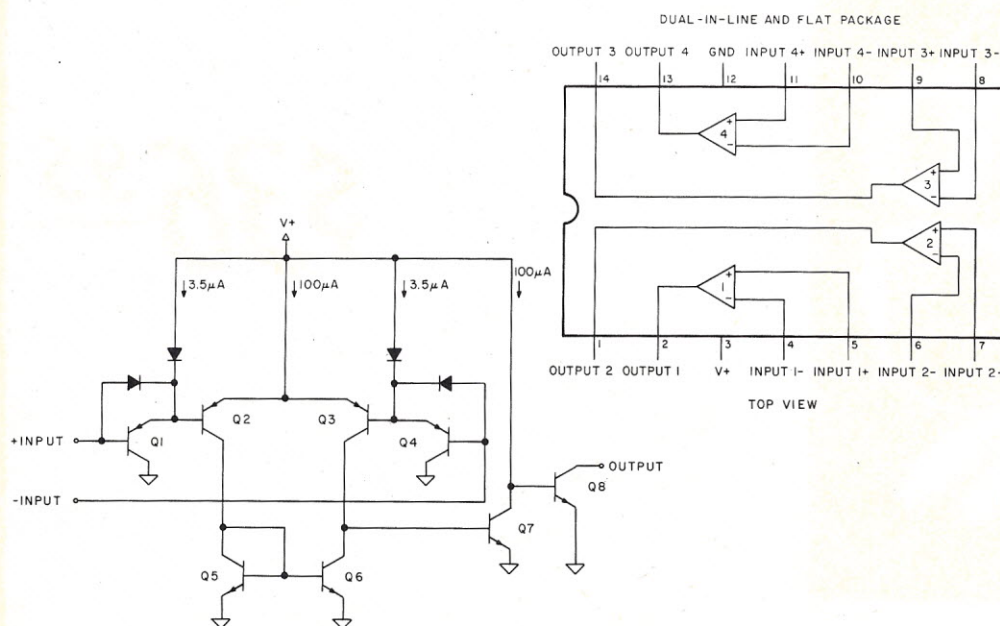 DUAL-IN-LINE AND FLAT PACKAGE
OUTPUT 3 OUTPUT 4 GND INPUT 4+ INPUT 4- INPUT 3+ INPUT 3-
14 13 12 11 10 9 8
+
4
-
+
3
-
+
2
-
+
1
-
1 2 3 4 5 6 7
OUTPUT 2 OUTPUT 1 V+ INPUT 1- INPUT 1+ INPUT 2- INPUT 2-
TOP VIEW
V+
3.5μA 100μA 3.5μA 100μA
Q2 Q3
+INPUT Q1 Q4
OUTPUT
Q8
-INPUT
Q7
Q5 Q6